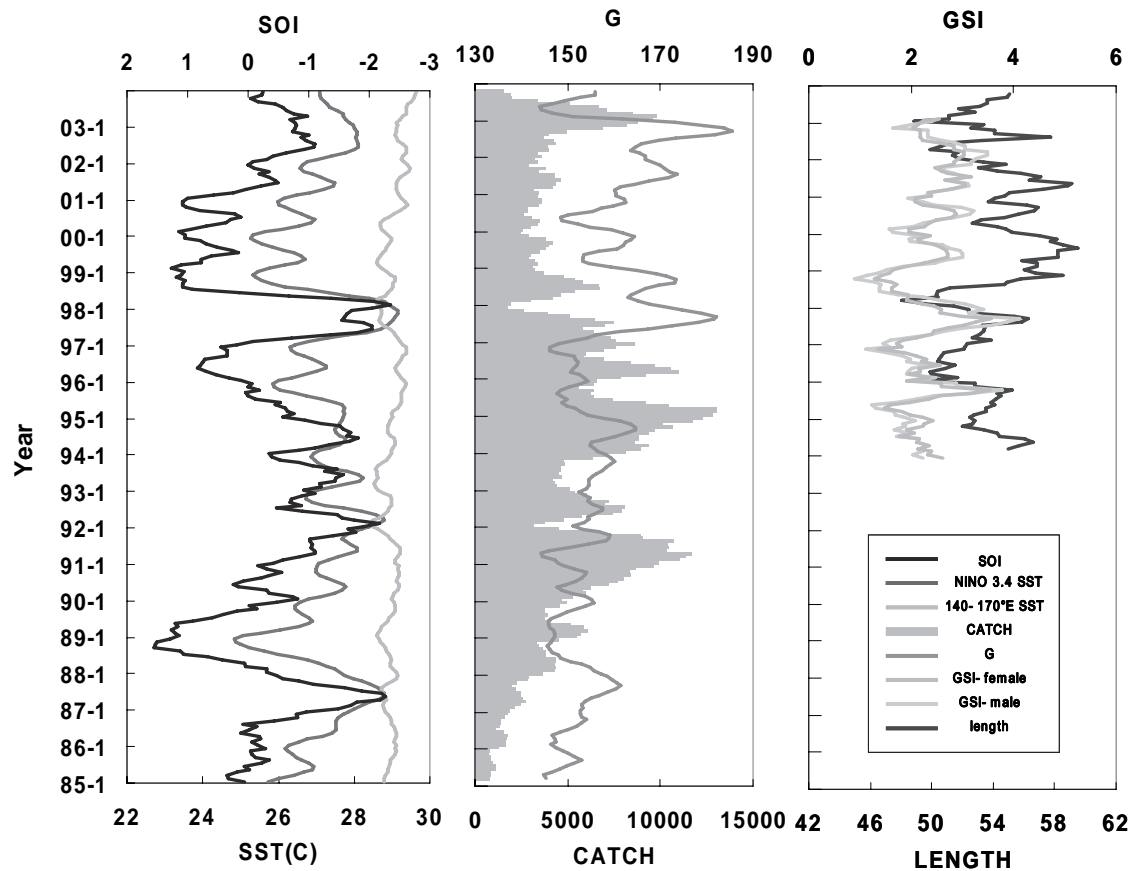 SOI
G
GSI
2 1 0 -1 -2 -3
130 150 170 190
0 2 4 6
Year
03-1
02-1
01-1
00-1
99-1
98-1
97-1
96-1
95-1
94-1
93-1
92-1
91-1
90-1
89-1
88-1
87-1
86-1
85-1
SOI
NINO 3.4 SST
140- 170°E SST
CATCH
G
GSI- female
GSI- male
length
22 24 26 28 30
0 5000 10000 15000
42 46 50 54 58 62
SST(C)
CATCH
LENGTH